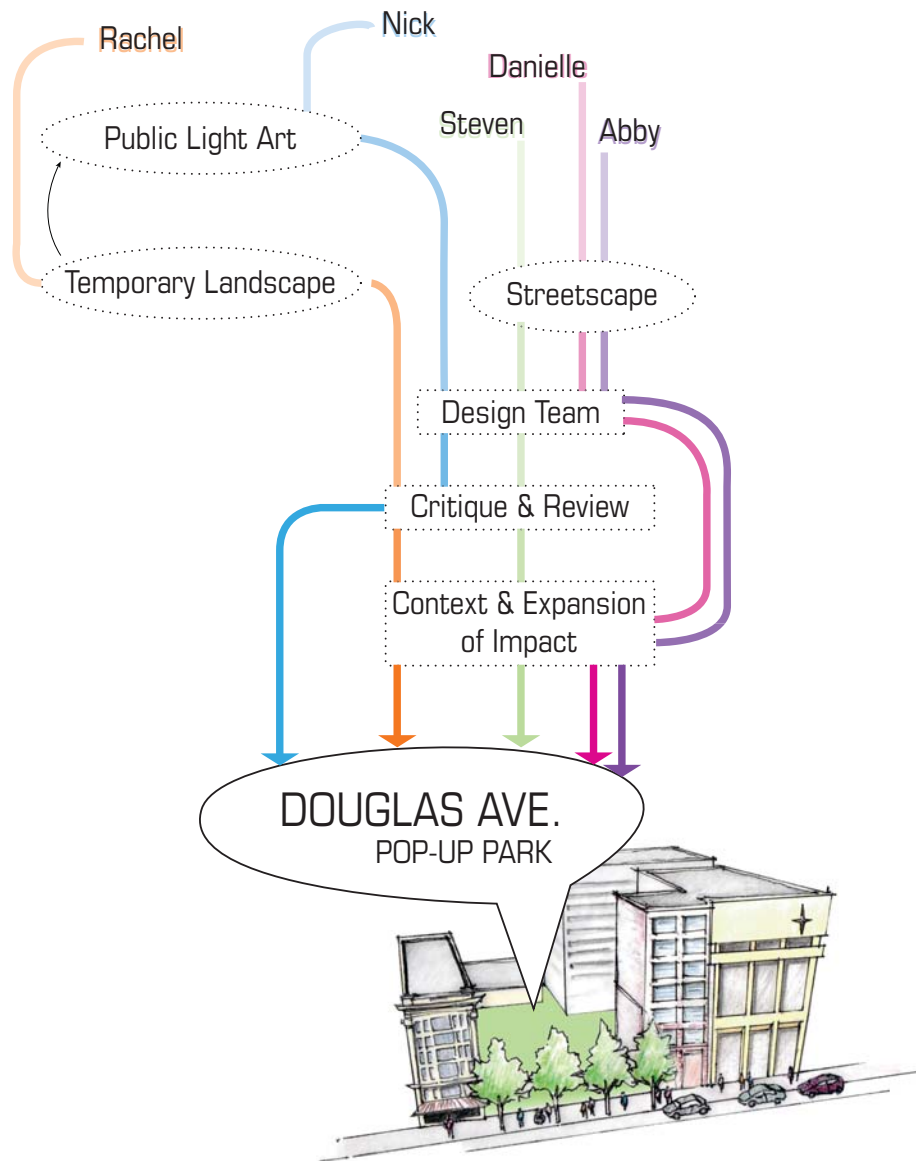 Nick
Rachel
Danielle
Steven
Abby
Public Light Art
Temporary Landscape
Streetscape
Design Team
Critique & Review
Context & Expansion
of Impact
DOUGLAS AVE.
POP-UP PARK